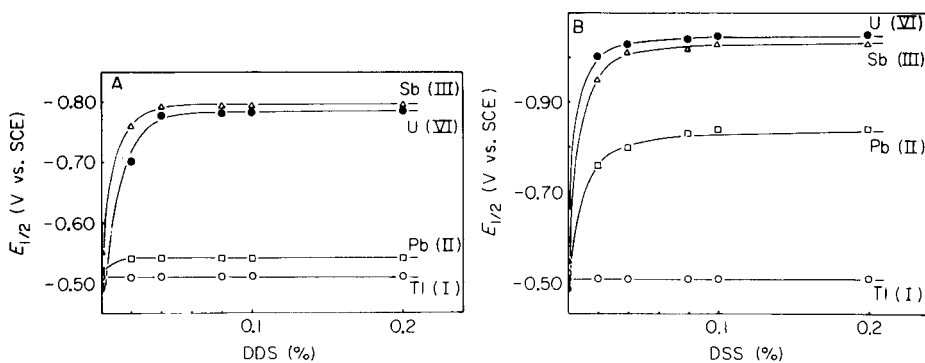 A
Sb (III)
U (VI)
Pb (II)
Tl (I)
-0.80
-0.70
-0.60
-0.50
E1/2 (V vs. SCE)
0.1
0.2
DDS (%)
B
U (VI)
Sb (III)
Pb (II)
Tl (I)
-0.90
-0.70
-0.50
E1/2 (V vs. SCE)
0.1
0.2
DSS (%)